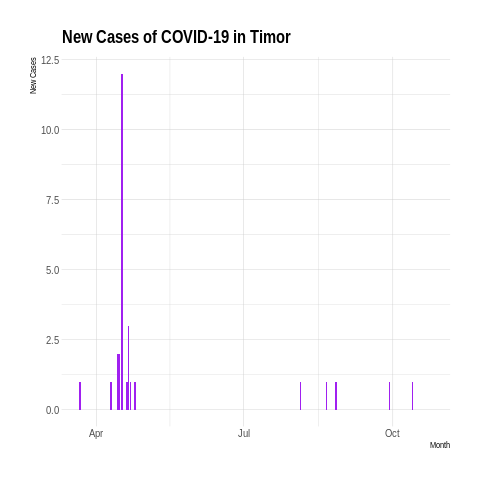 New Cases of COVID-19 in Timor
New Cases
12.5
10.0
7.5
5.0
2.5
0.0
Apr
Jul
Oct
Month